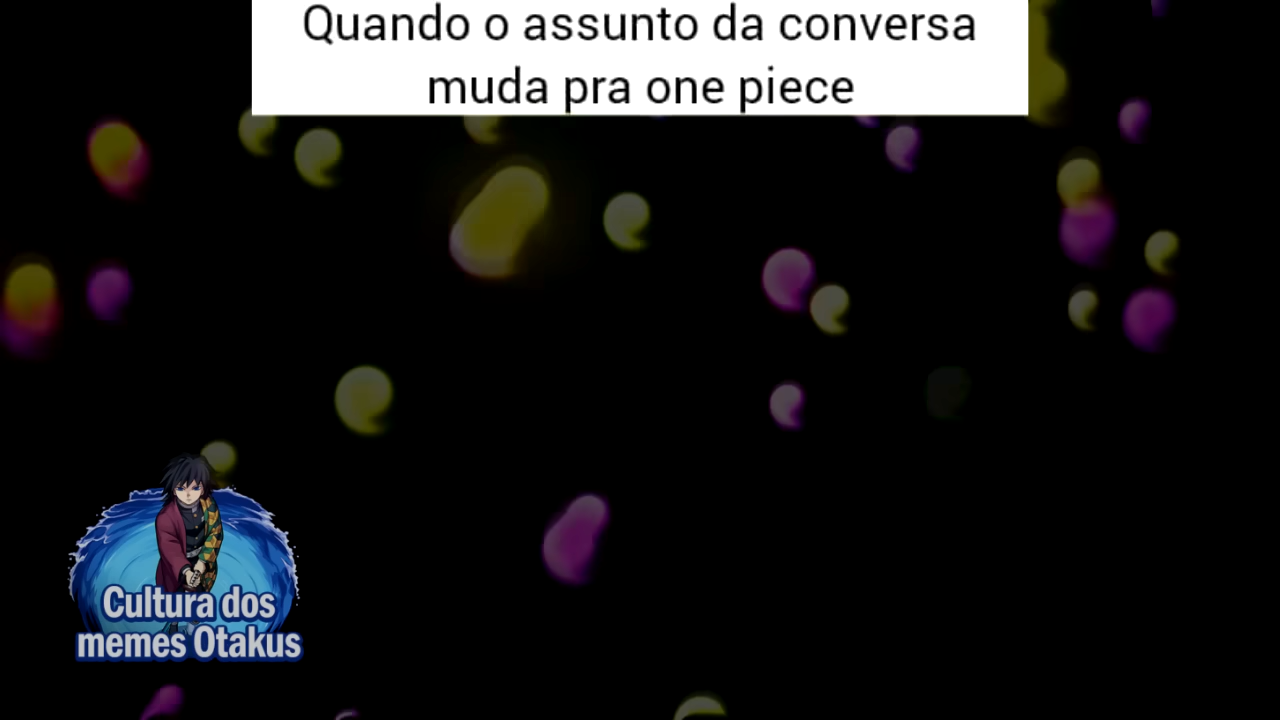 Quando o assunto da conversa
muda pra one piece
Cultura dos
memes Otakus